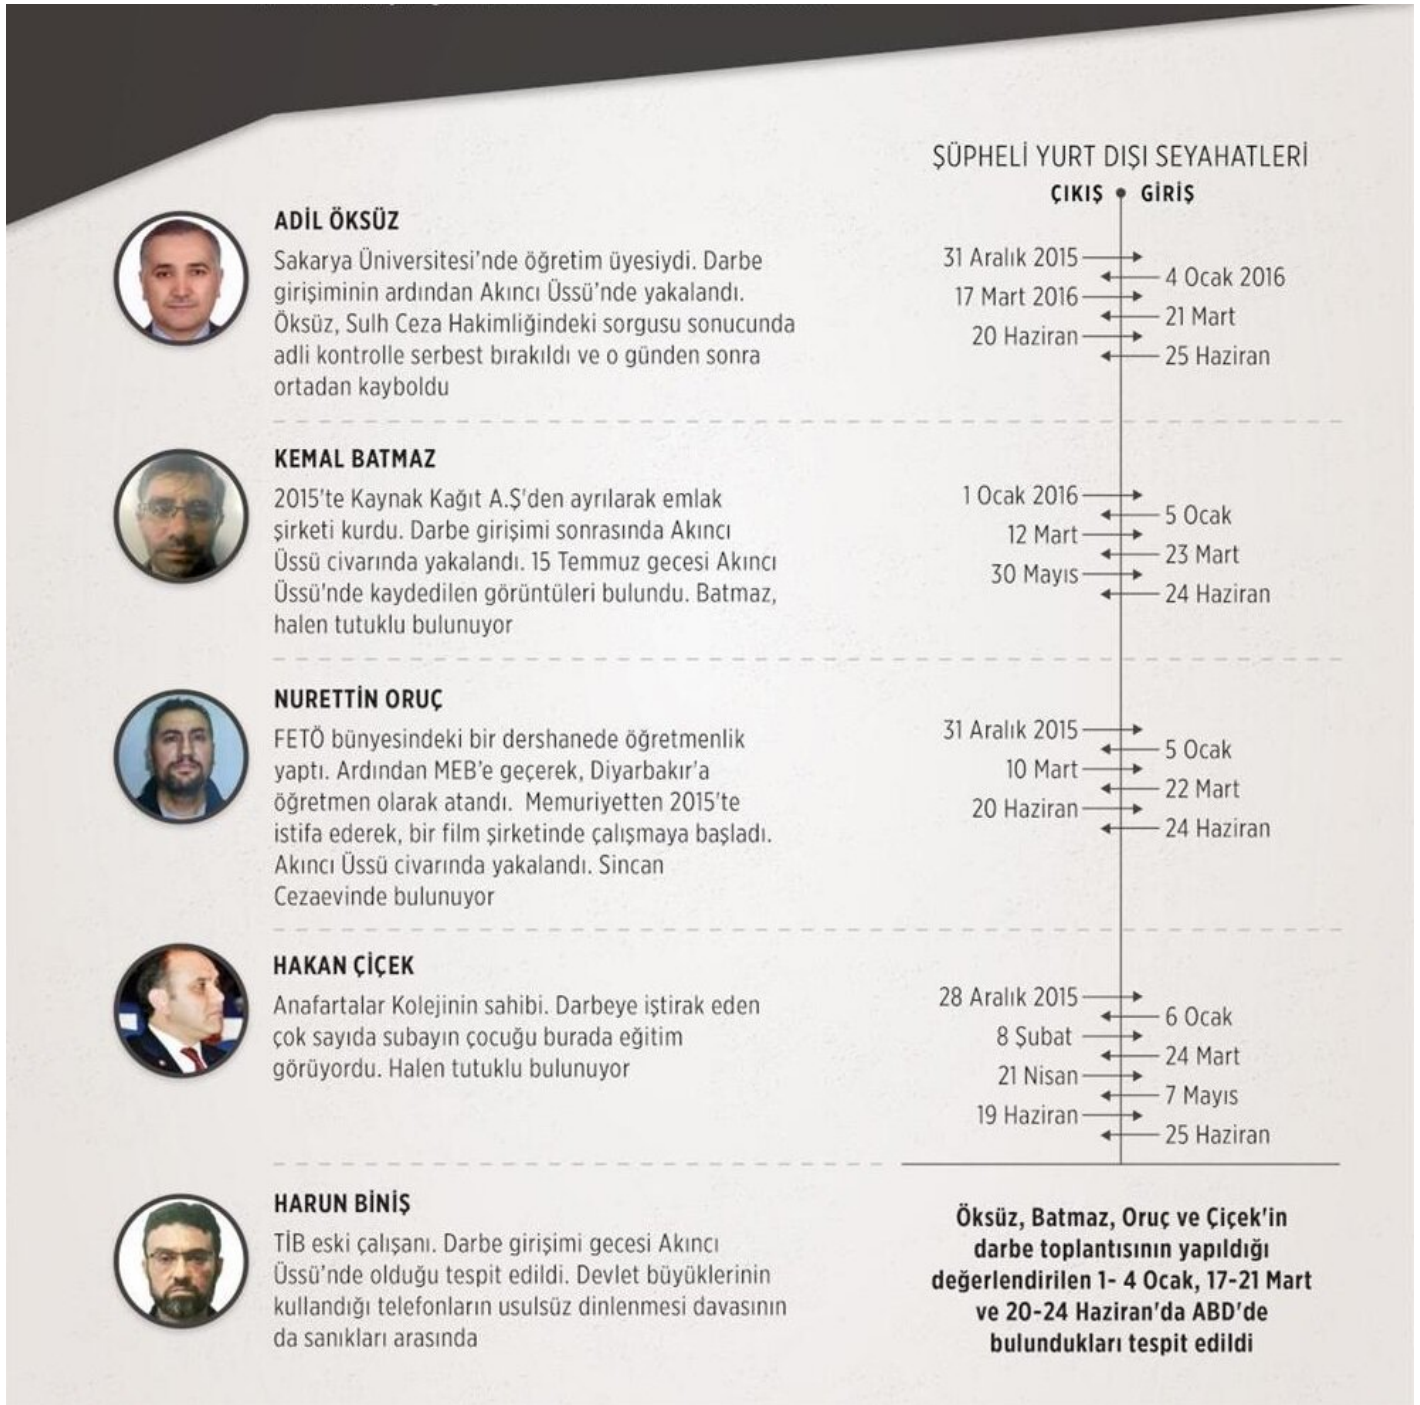 ŞÜPHELİ YURT DIŞI SEYAHATLERİ
ÇIKIŞ GİRİŞ
ADİL ÖKSÜZ
Sakarya Üniversitesi'nde öğretim üyesiydi. Darbe
girişiminin ardından Akıncı Üssü'nde yakalandı.
Öksüz, Sulh Ceza Hakimliğindeki sorgusu sonucunda
adli kontrolle serbest bırakıldı ve o günden sonra
ortadan kayboldu
31 Aralık 2015
4 Ocak 2016
17 Mart 2016
21 Mart
20 Haziran
25 Haziran
KEMAL BATMAZ
2015'te Kaynak Kağıt A.Ş'den ayrılarak emlak
şirketi kurdu. Darbe girişimi sonrasında Akıncı
Üssü civarında yakalandı. 15 Temmuz gecesi Akıncı
Üssü'nde kaydedilen görüntüleri bulundu. Batmaz,
halen tutuklu bulunuyor
1 Ocak 2016
5 Ocak
12 Mart
23 Mart
30 Mayıs
24 Haziran
NURETTİN ORUÇ
FETÖ bünyesindeki bir dershanede öğretmenlik
yaptı. Ardından MEB'e geçerek, Diyarbakır'a
öğretmen olarak atandı. Memuriyetten 2015'te
istifa ederek, bir film şirketinde çalışmaya başladı.
Akıncı Üssü civarında yakalandı. Sincan
Cezaevinde bulunuyor
31 Aralık 2015
5 Ocak
10 Mart
22 Mart
20 Haziran
24 Haziran
HAKAN ÇİÇEK
Anafartalar Kolejinin sahibi. Darbeye iştirak eden
çok sayıda subayın çocuğu burada eğitim
görüyordu. Halen tutuklu bulunuyor
28 Aralık 2015
6 Ocak
8 Şubat
24 Mart
21 Nisan
7 Mayıs
19 Haziran
25 Haziran
HARUN BİNİŞ
TİB eski çalışanı. Darbe girişimi gecesi Akıncı
Üssü'nde olduğu tespit edildi. Devlet büyüklerinin
kullandığı telefonların usulsüz dinlenmesi davasının
da sanıkları arasında
Öksüz, Batmaz, Oruç ve Çiçek'in
darbe toplantısının yapıldığı
değerlendirilen 1- 4 Ocak, 17-21 Mart
ve 20-24 Haziran'da ABD'de
bulundukları tespit edildi